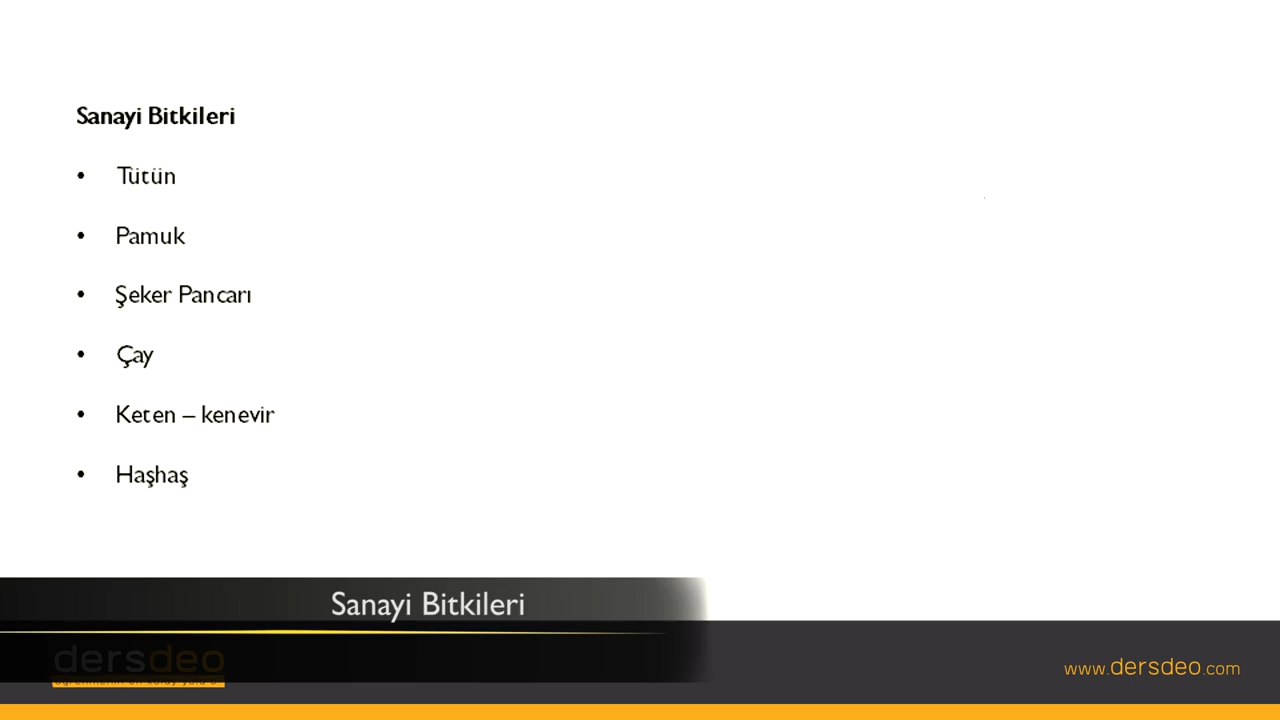 Sanayi Bitkileri
• Tütün
• Pamuk
• Şeker Pancarı
• Çay
• Keten – kenevir
• Haşhaş
Sanayi Bitkileri
dersdeo
www.dersdeo.com